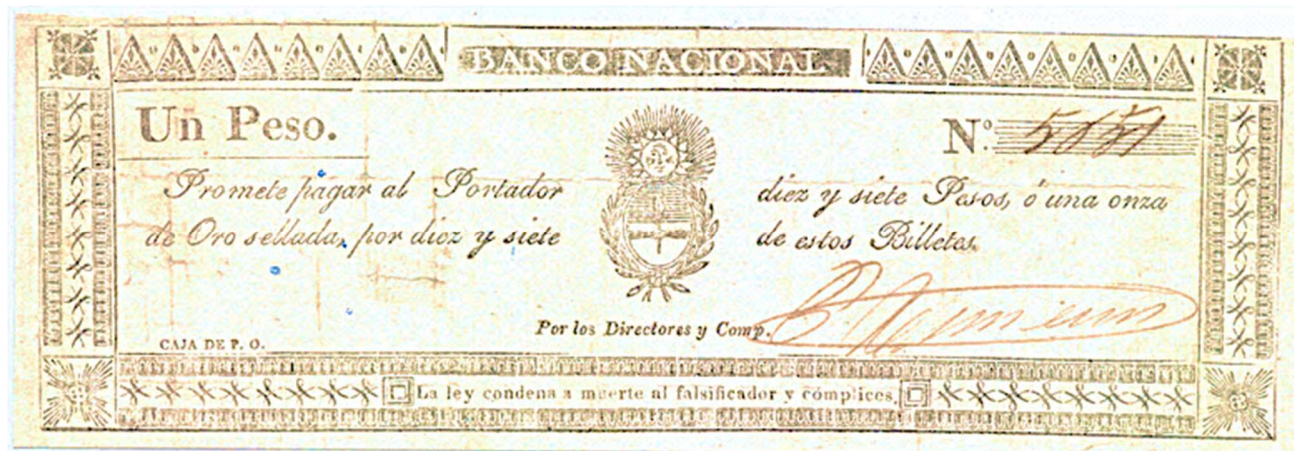 BANCO NACIONAL
Un Peso.
N.º 5151
Promete pagar al Portador diez y siete Pesos, ó una onza
de Oro sellada, por diez y siete de estos Billetes.
Por los Directores y Comp.
CAJA DE P. O.
La ley condena a muerte al falsificador y cómplices.